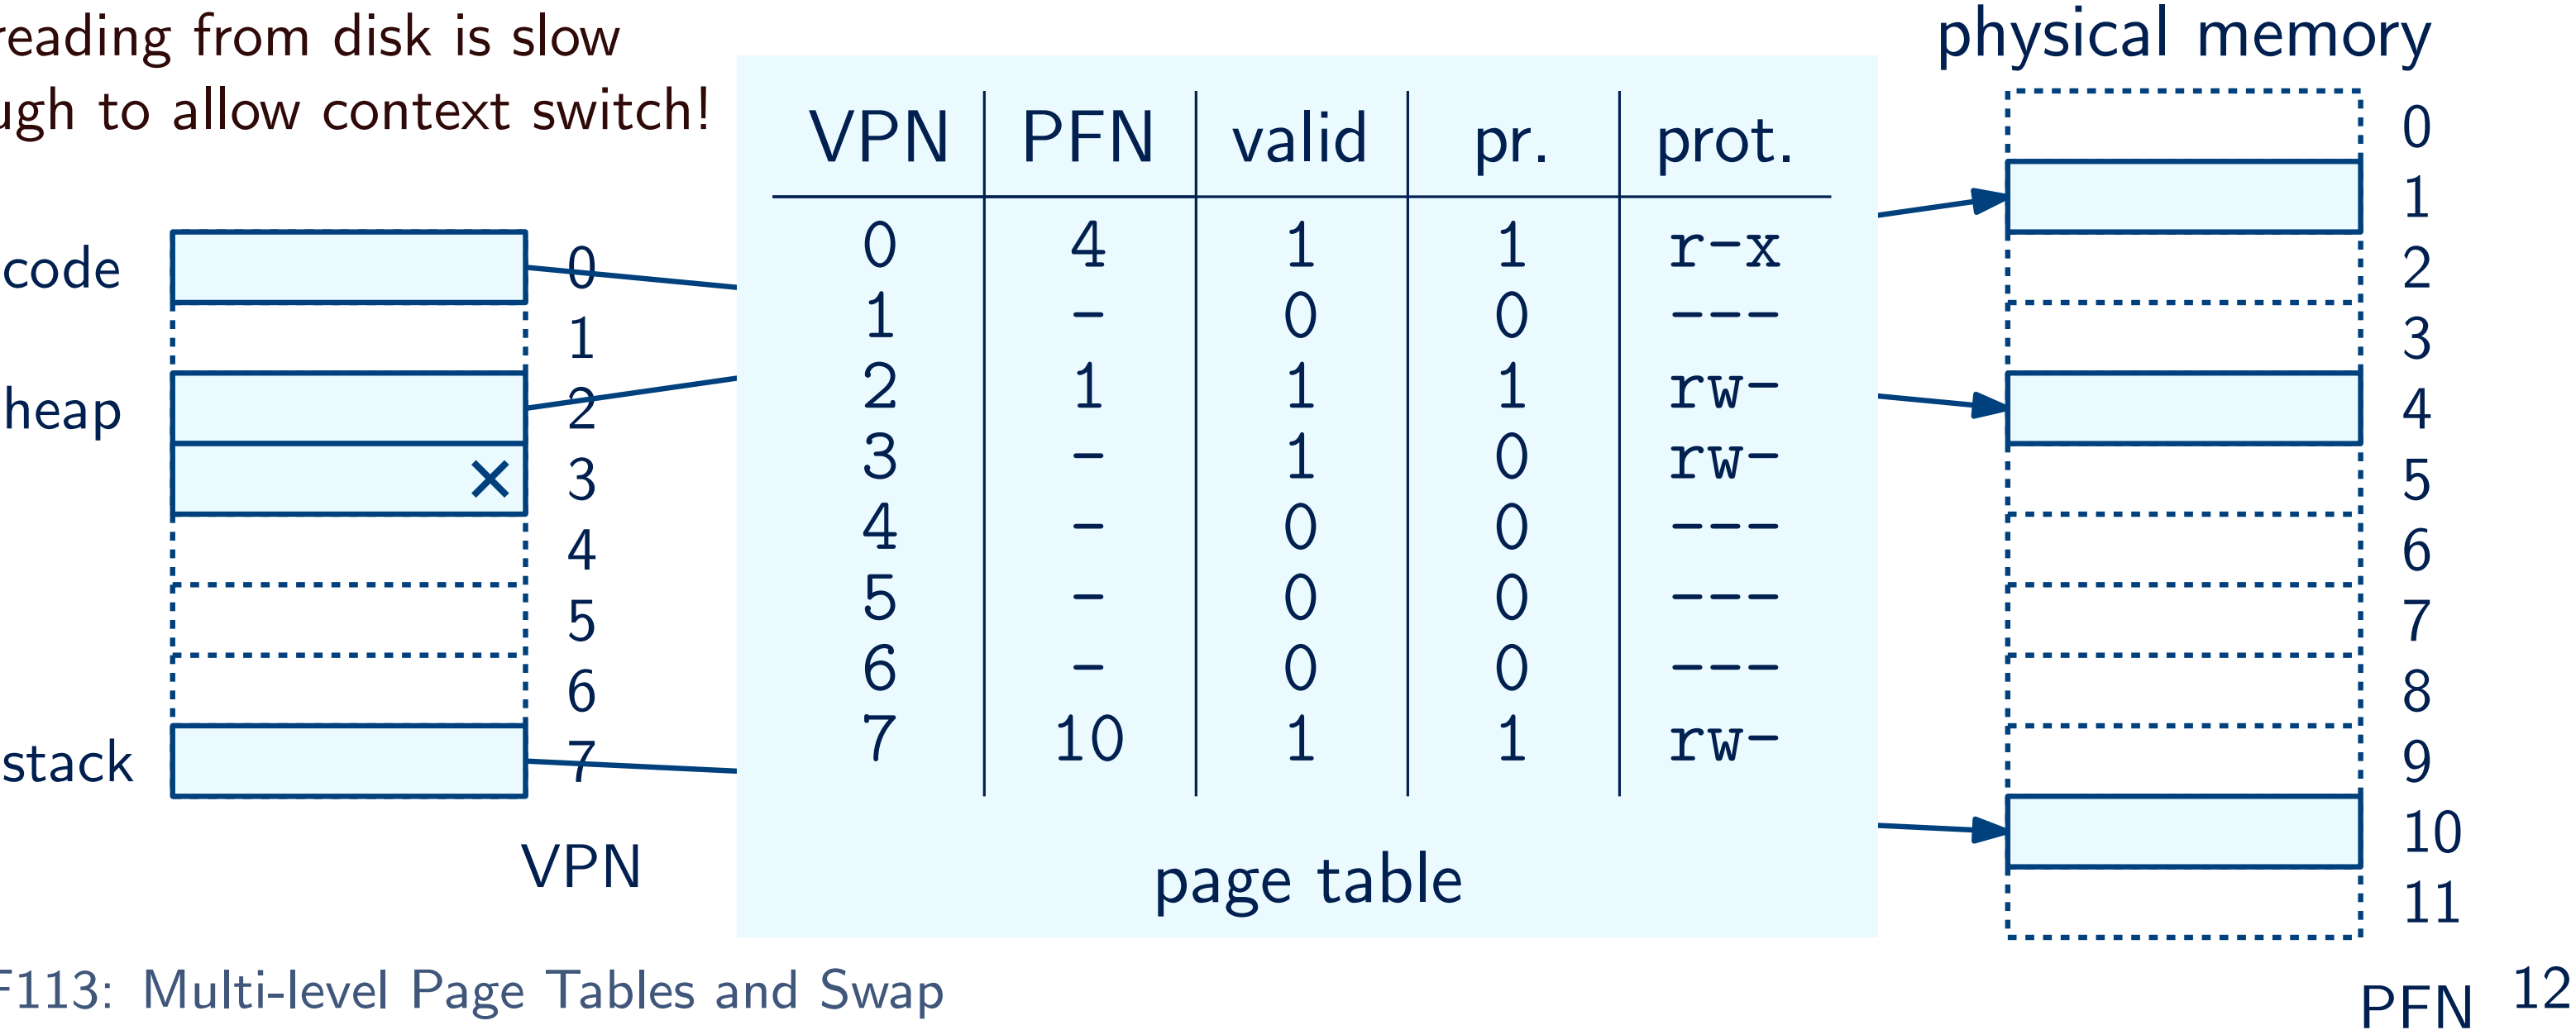 reading from disk is slow
ugh to allow context switch!
physical memory
VPN PFN valid pr. prot.
0 4 1 1 r-x
1 - 0 0 ---
2 1 1 1 rw-
3 - 1 0 rw-
4 - 0 0 ---
5 - 0 0 ---
6 - 0 0 ---
7 10 1 1 rw-
page table
code
heap
stack
0
1
2
3
4
5
6
7
VPN
0
1
2
3
4
5
6
7
8
9
10
11
PFN
F113: Multi-level Page Tables and Swap
12